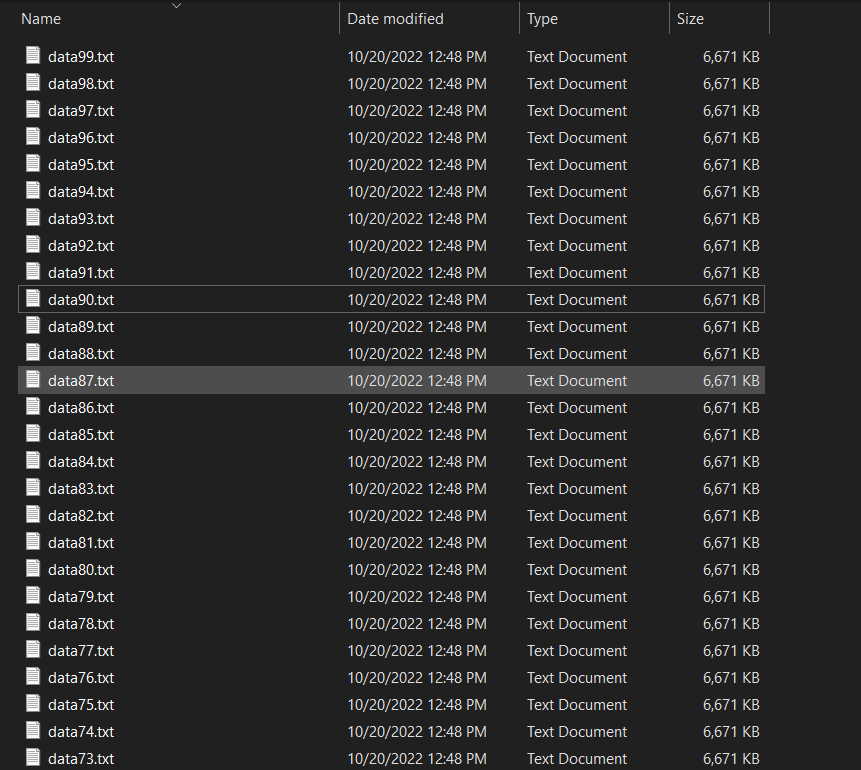 Name Date modified Type Size
data99.txt 10/20/2022 12:48 PM Text Document 6,671 KB
data98.txt 10/20/2022 12:48 PM Text Document 6,671 KB
data97.txt 10/20/2022 12:48 PM Text Document 6,671 KB
data96.txt 10/20/2022 12:48 PM Text Document 6,671 KB
data95.txt 10/20/2022 12:48 PM Text Document 6,671 KB
data94.txt 10/20/2022 12:48 PM Text Document 6,671 KB
data93.txt 10/20/2022 12:48 PM Text Document 6,671 KB
data92.txt 10/20/2022 12:48 PM Text Document 6,671 KB
data91.txt 10/20/2022 12:48 PM Text Document 6,671 KB
data90.txt 10/20/2022 12:48 PM Text Document 6,671 KB
data89.txt 10/20/2022 12:48 PM Text Document 6,671 KB
data88.txt 10/20/2022 12:48 PM Text Document 6,671 KB
data87.txt 10/20/2022 12:48 PM Text Document 6,671 KB
data86.txt 10/20/2022 12:48 PM Text Document 6,671 KB
data85.txt 10/20/2022 12:48 PM Text Document 6,671 KB
data84.txt 10/20/2022 12:48 PM Text Document 6,671 KB
data83.txt 10/20/2022 12:48 PM Text Document 6,671 KB
data82.txt 10/20/2022 12:48 PM Text Document 6,671 KB
data81.txt 10/20/2022 12:48 PM Text Document 6,671 KB
data80.txt 10/20/2022 12:48 PM Text Document 6,671 KB
data79.txt 10/20/2022 12:48 PM Text Document 6,671 KB
data78.txt 10/20/2022 12:48 PM Text Document 6,671 KB
data77.txt 10/20/2022 12:48 PM Text Document 6,671 KB
data76.txt 10/20/2022 12:48 PM Text Document 6,671 KB
data75.txt 10/20/2022 12:48 PM Text Document 6,671 KB
data74.txt 10/20/2022 12:48 PM Text Document 6,671 KB
data73.txt 10/20/2022 12:48 PM Text Document 6,671 KB